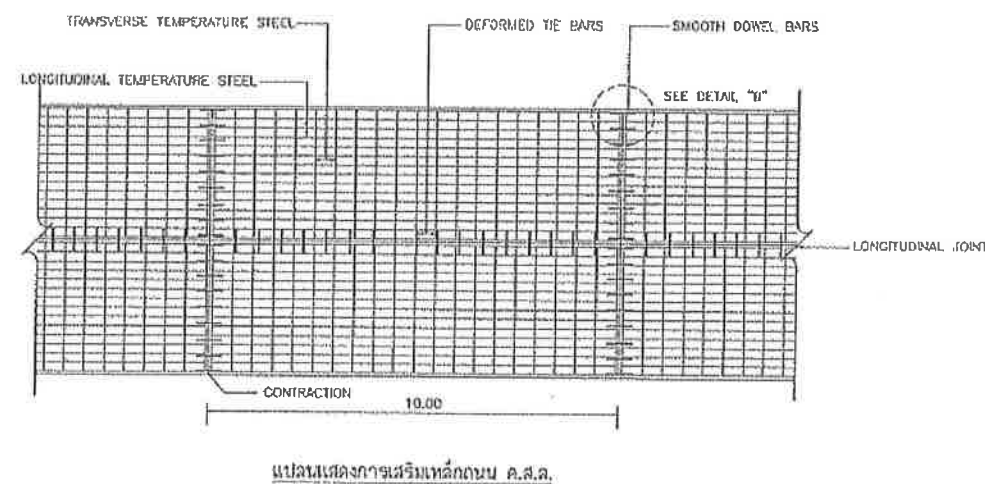 TRANSVERSE TEMPERATURE STEEL
DEFORMED TIE BARS
SMOOTH DOWEL BARS
LONGITUDINAL TEMPERATURE STEEL
SEE DETAIL "B"
LONGITUDINAL JOINT
CONTRACTION
10.00
แปลนแสดงการเสริมเหล็กถนน ค.ส.ล.